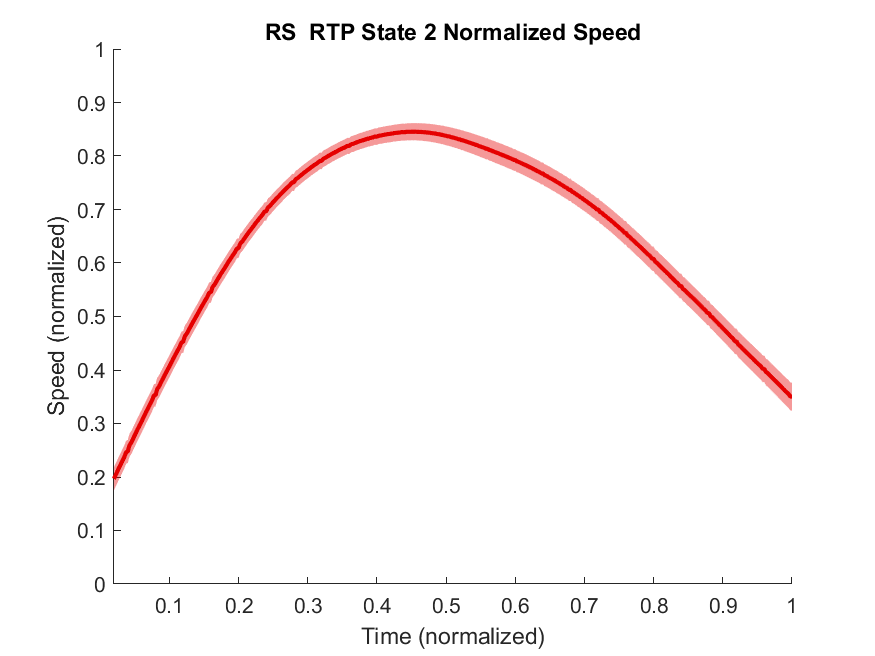 RS  RTP State 2 Normalized Speed
1
0.9
0.8
0.7
0.6
0.5
0.4
0.3
0.2
0.1
0
Speed (normalized)
0.1 0.2 0.3 0.4 0.5 0.6 0.7 0.8 0.9 1
Time (normalized)